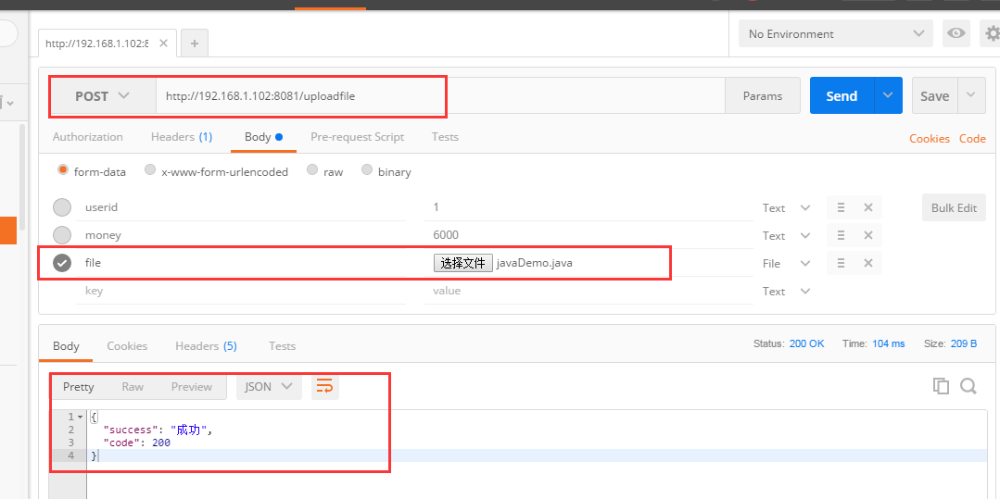 http://192.168.1.102:8
No Environment
POST http://192.168.1.102:8081/uploadfile Params Send Save
Authorization Headers (1) Body Pre-request Script Tests Cookies Code
form-data x-www-form-urlencoded raw binary
userid 1 Text Bulk Edit
money 6000 Text
file 选择文件 javaDemo.java File
key value Text
Body Cookies Headers (5) Tests Status: 200 OK Time: 104 ms Size: 209 B
Pretty Raw Preview JSON
1 {
2 "success": "成功",
3 "code": 200
4 }